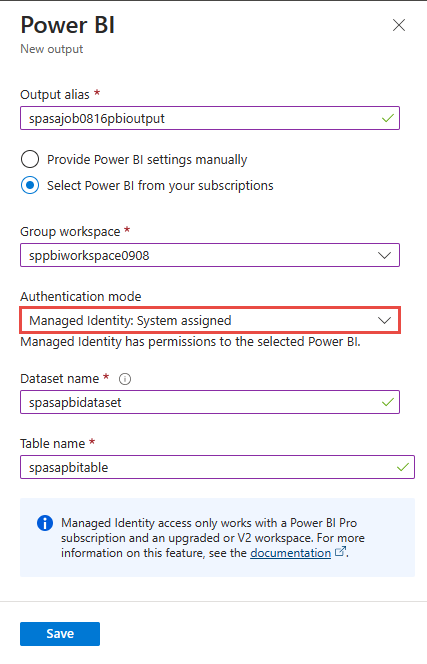 Power BI
New output
Output alias *
spasajob0816pbioutput
Provide Power BI settings manually
Select Power BI from your subscriptions
Group workspace *
sppbiworkspace0908
Authentication mode
Managed Identity: System assigned
Managed Identity has permissions to the selected Power BI.
Dataset name *
spasapbidataset
Table name *
spasapbitable
Managed Identity access only works with a Power BI Pro
subscription and an upgraded or V2 workspace. For more
information on this feature, see the documentation.
Save